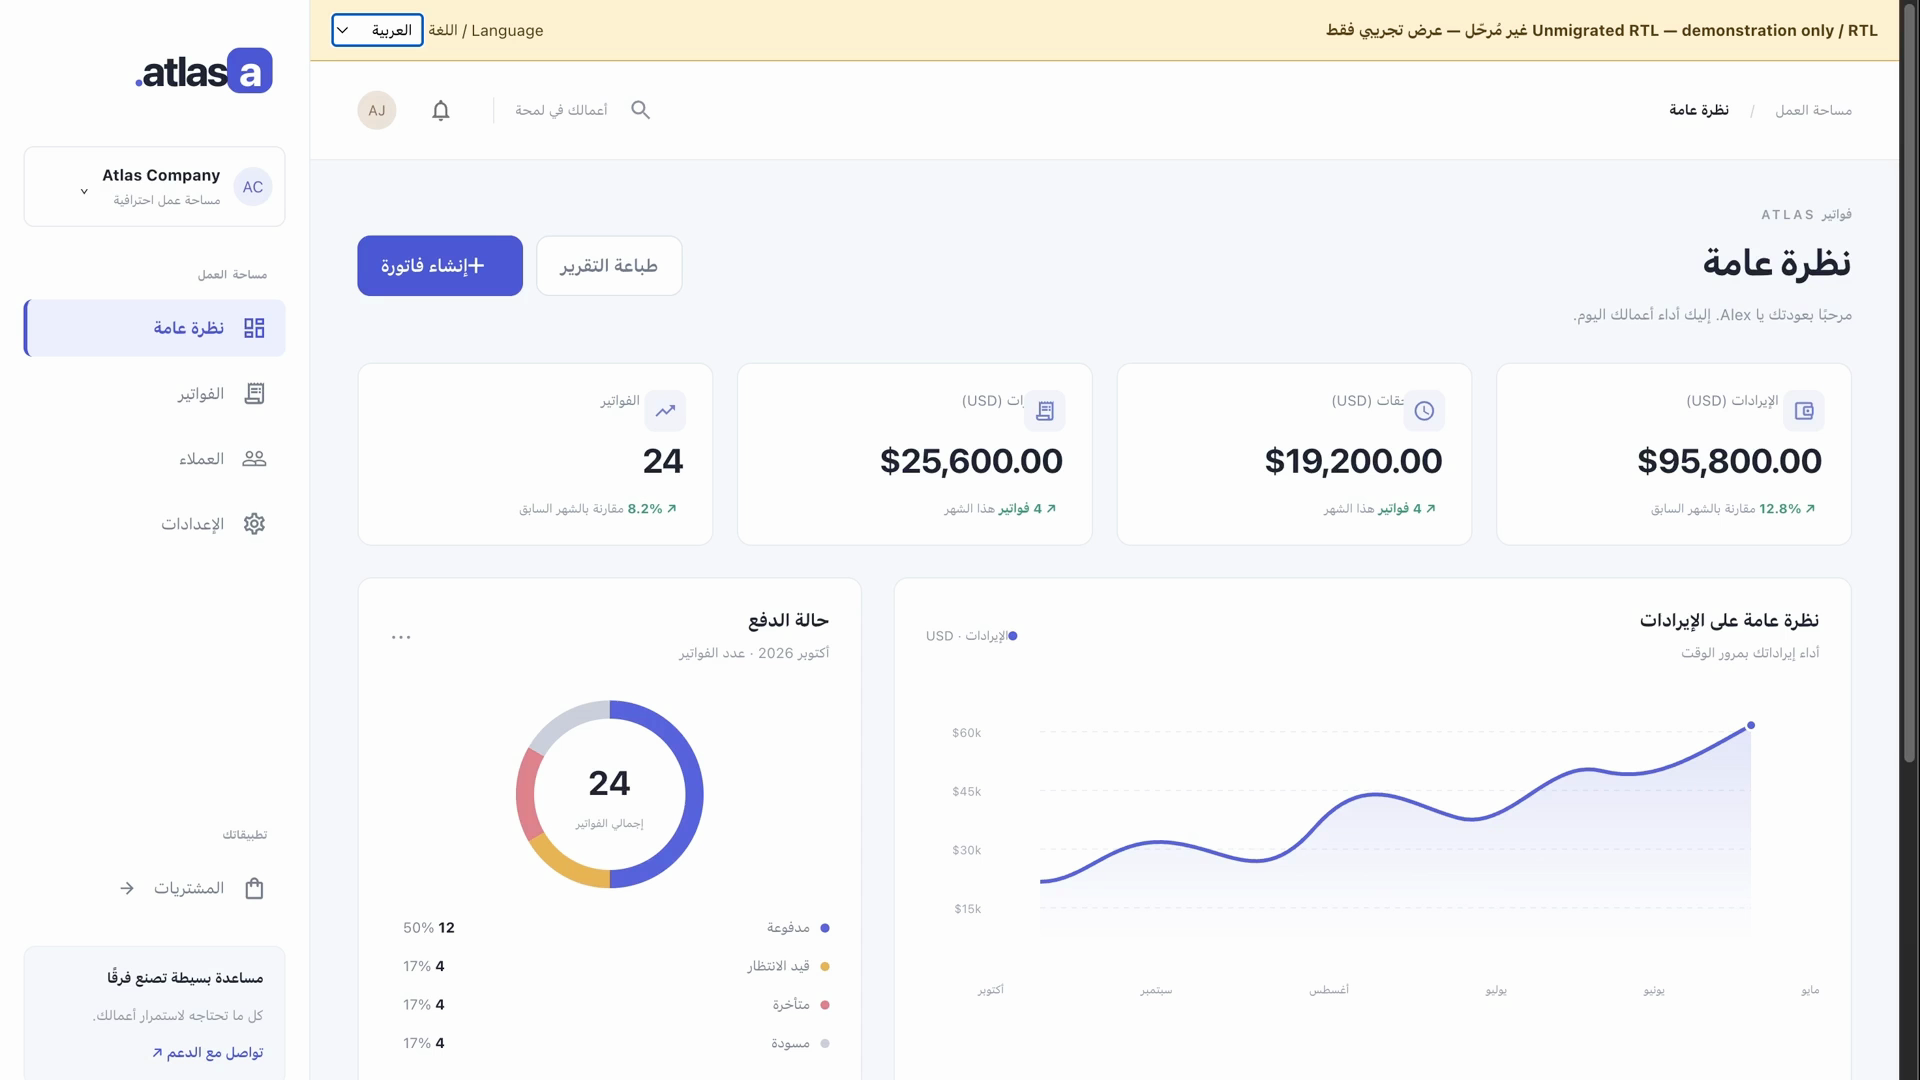 Unmigrated RTL — demonstration only / RTL غير مُرحّل — عرض تجريبي فقط
Language / اللغة
العربية
a
atlas.
AC
Atlas Company
مساحة عمل احترافية
مساحة العمل
نظرة عامة
الفواتير
العملاء
الإعدادات
تطبيقاتك
المشتريات
مساعدة بسيطة تصنع فرقًا
كل ما تحتاجه لاستمرار أعمالك.
تواصل مع الدعم ↗
مساحة العمل / نظرة عامة
أعمالك في لمحة
AJ
فواتير ATLAS
نظرة عامة
مرحبًا بعودتك يا Alex. إليك أداء أعمالك اليوم.
طباعة التقرير
+إنشاء فاتورة
الإيرادات (USD)
$95,800.00
↗ 12.8% مقارنة بالشهر السابق
(USD)
$19,200.00
↗ 4 فواتير هذا الشهر
(USD)
$25,600.00
↗ 4 فواتير هذا الشهر
الفواتير
24
↗ 8.2% مقارنة بالشهر السابق
نظرة عامة على الإيرادات
أداء إيراداتك بمرور الوقت
الإيرادات · USD
$60k
$45k
$30k
$15k
مايو
يونيو
يوليو
أغسطس
سبتمبر
أكتوبر
حالة الدفع
أكتوبر 2026 · عدد الفواتير
...
24
إجمالي الفواتير
مدفوعة 12 50%
قيد الانتظار 4 17%
متأخرة 4 17%
مسودة 4 17%